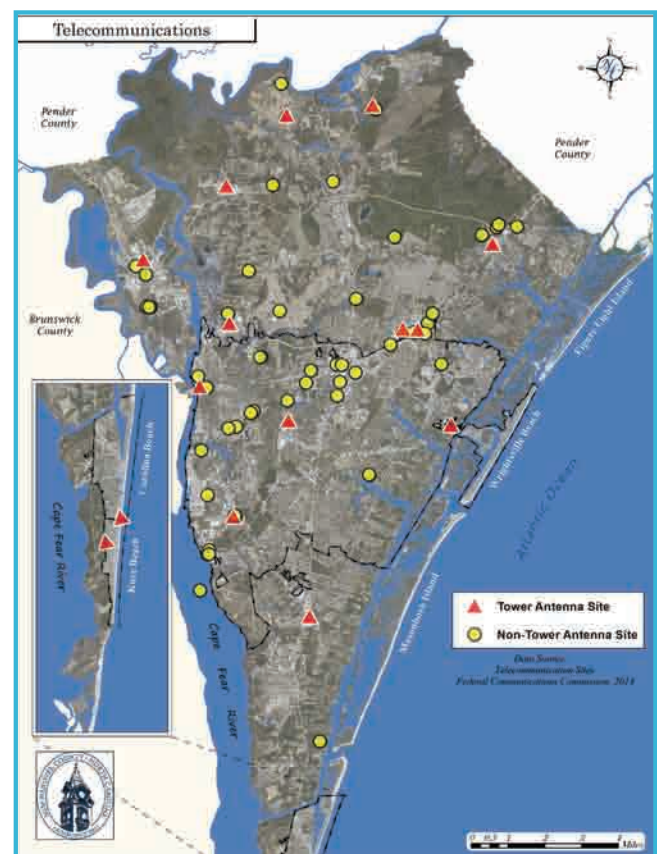 Telecommunications
Pender
County
Pender
County
Brunswick
County
Figure Eight Island
Wrightsville Beach
Atlantic Ocean
Masonboro Island
Carolina Beach
Kure Beach
Cape Fear River
Cape Fear River
Tower Antenna Site
Non-Tower Antenna Site
Data Source:
Telecommunication Sites
Federal Communications Commission, 2014
Miles